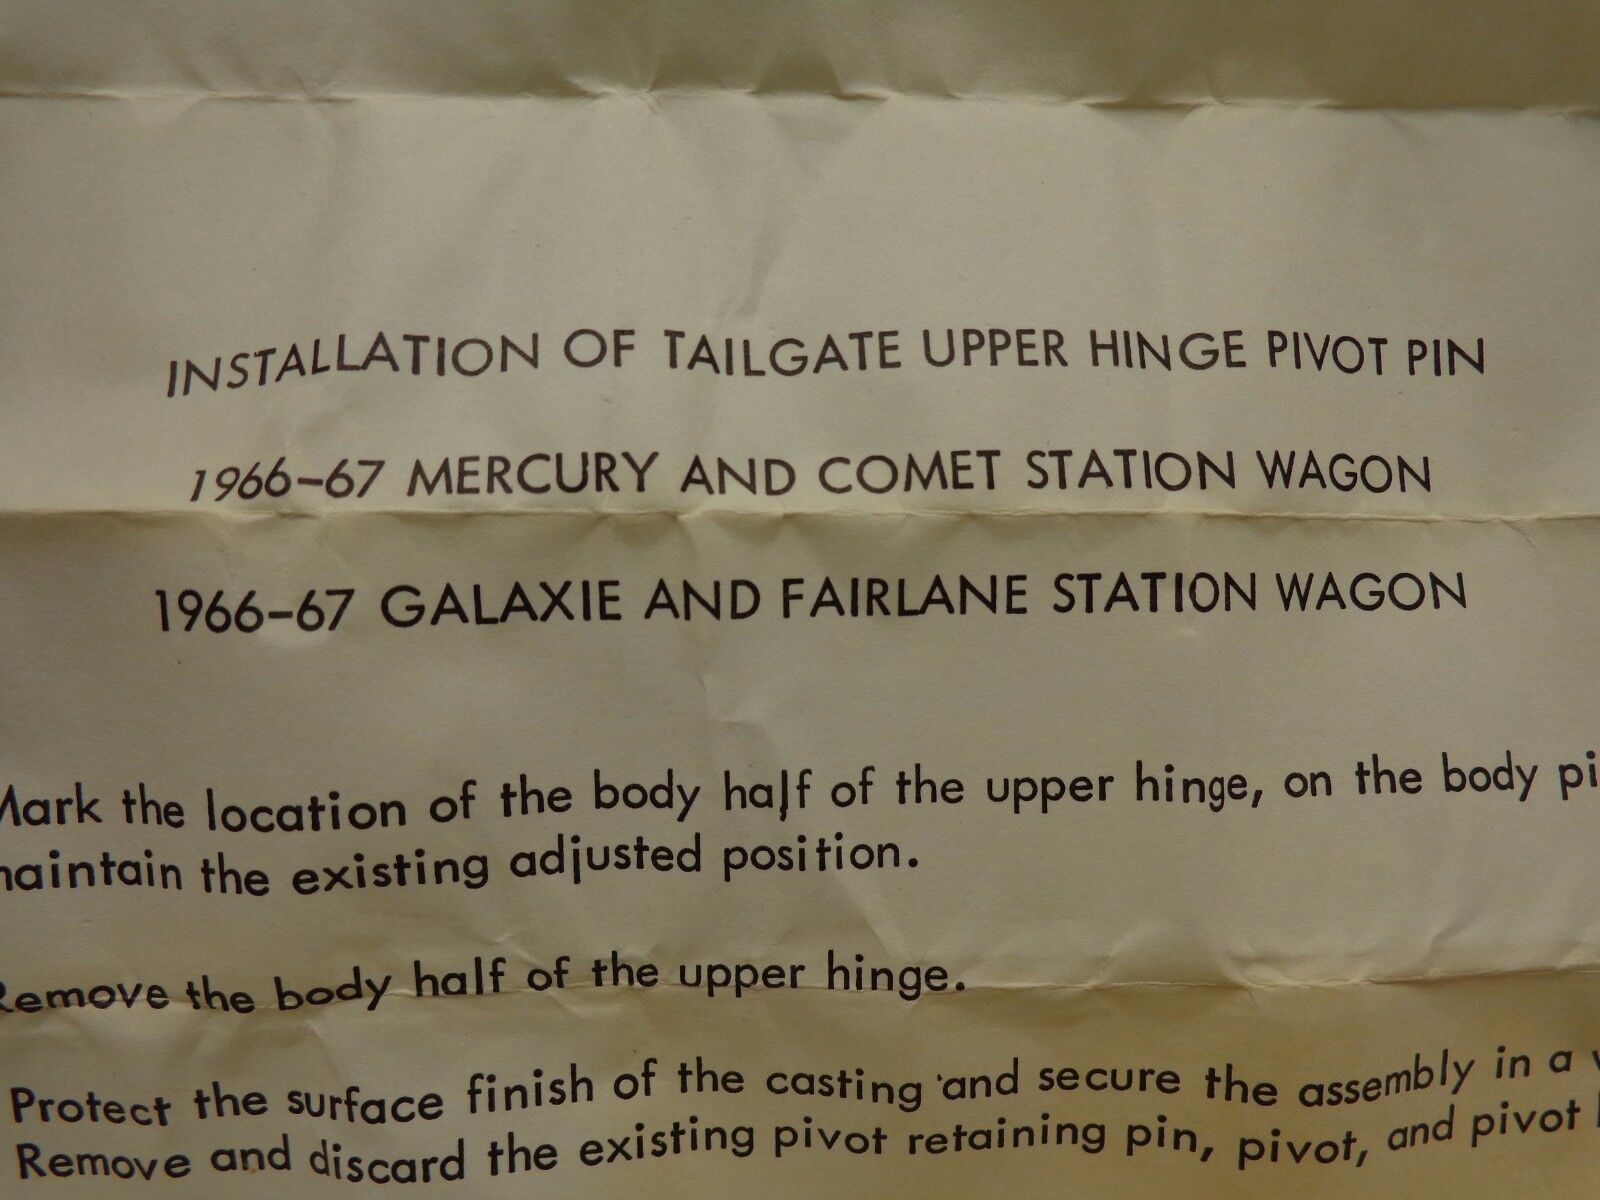 INSTALLATION OF TAILGATE UPPER HINGE PIVOT PIN
1966-67 MERCURY AND COMET STATION WAGON
1966-67 GALAXIE AND FAIRLANE STATION WAGON
Mark the location of the body half of the upper hinge, on the body
maintain the existing adjusted position.
Remove the body half of the upper hinge.
Protect the surface finish of the casting and secure the assembly in a
Remove and discard the existing pivot retaining pin, pivot, and pivot